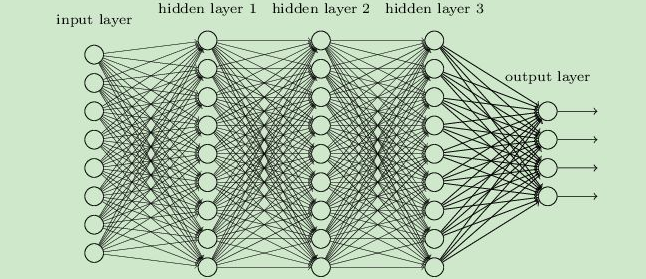 input layer
hidden layer 1
hidden layer 2
hidden layer 3
output layer